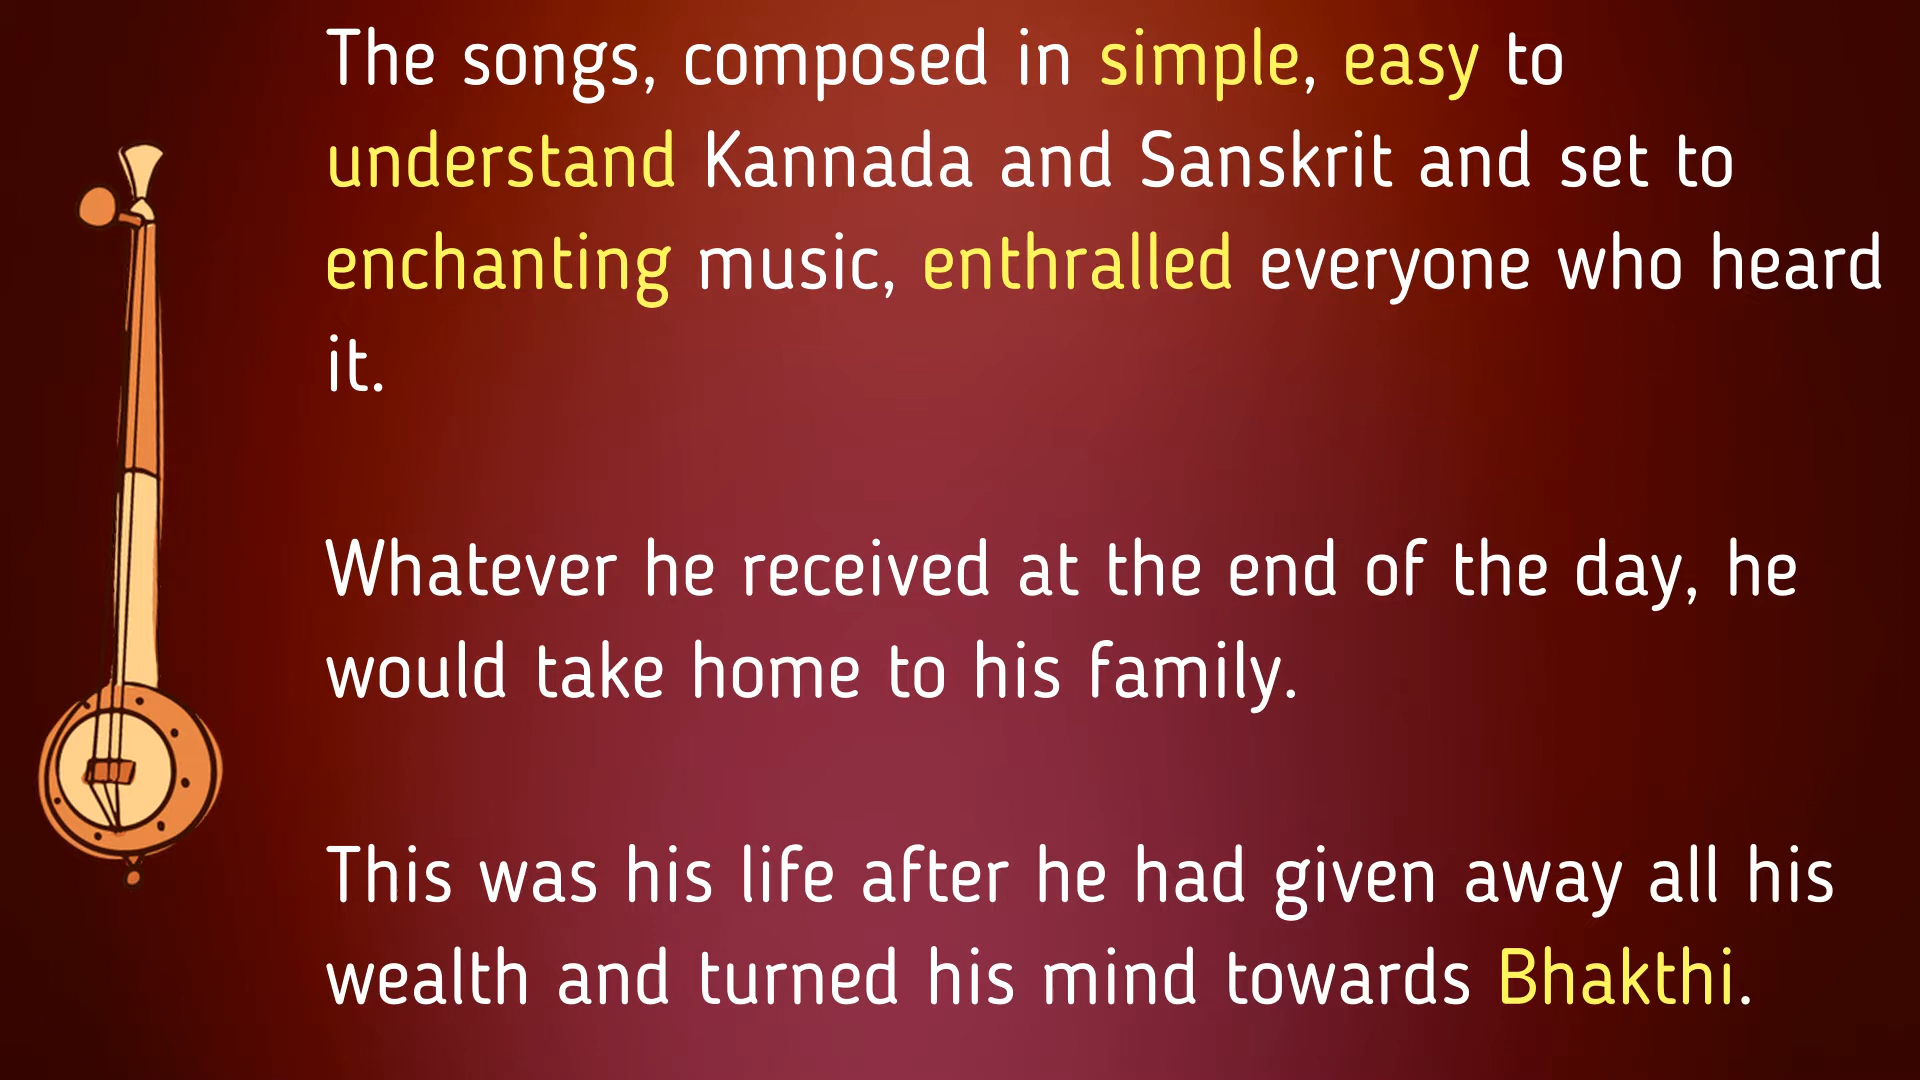 The songs, composed in simple, easy to
understand Kannada and Sanskrit and set to
enchanting music, enthralled everyone who heard
it.
Whatever he received at the end of the day, he
would take home to his family.
This was his life after he had given away all his
wealth and turned his mind towards Bhakthi.